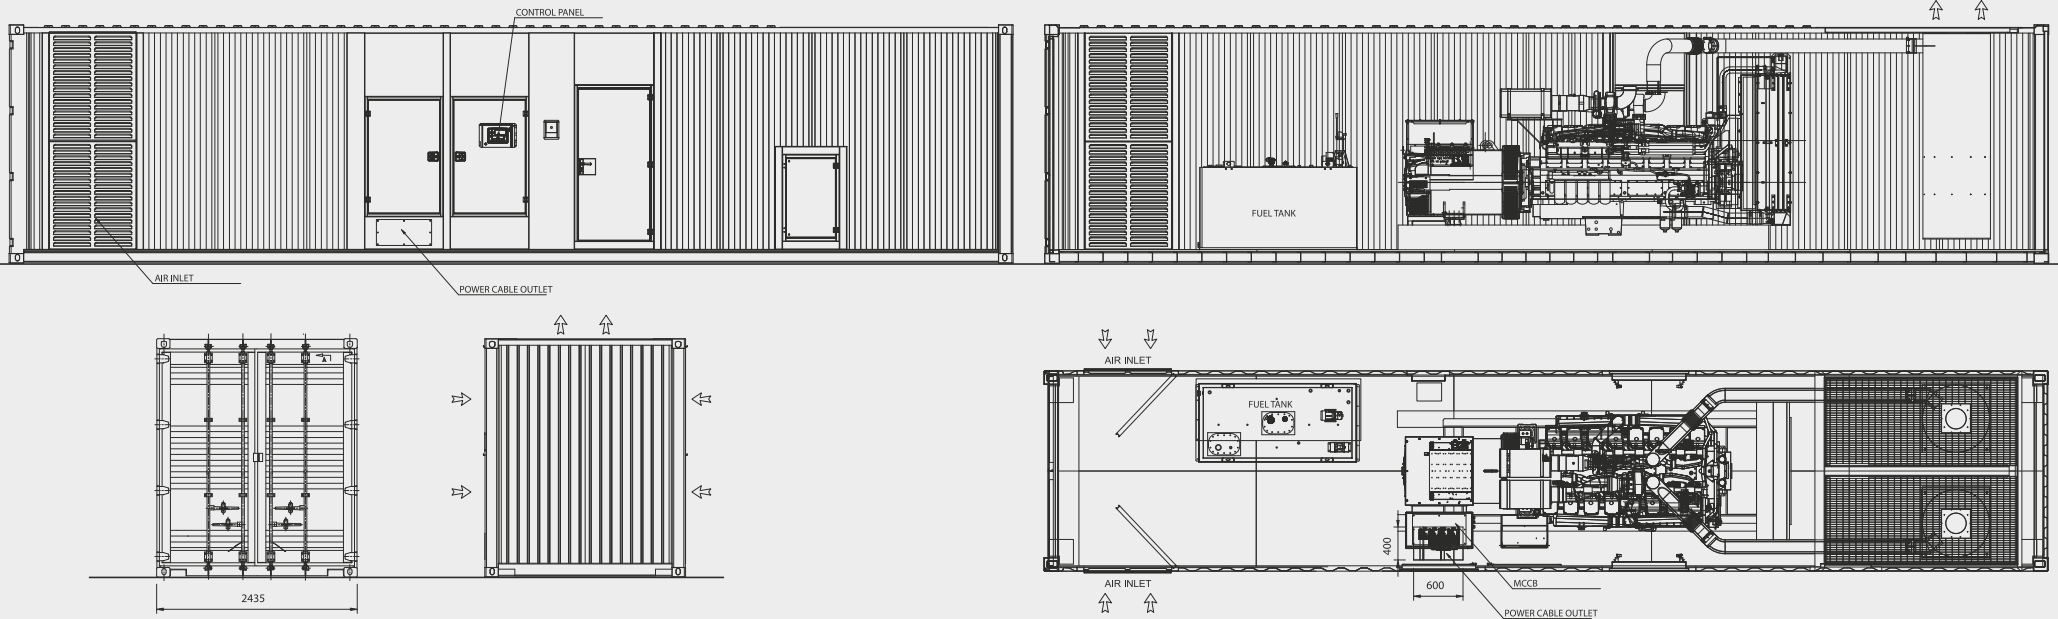 CONTROL PANEL
FUEL TANK
AIR INLET
POWER CABLE OUTLET
A
2435
AIR INLET
FUEL TANK
400
AIR INLET
600
MCCB
POWER CABLE OUTLET